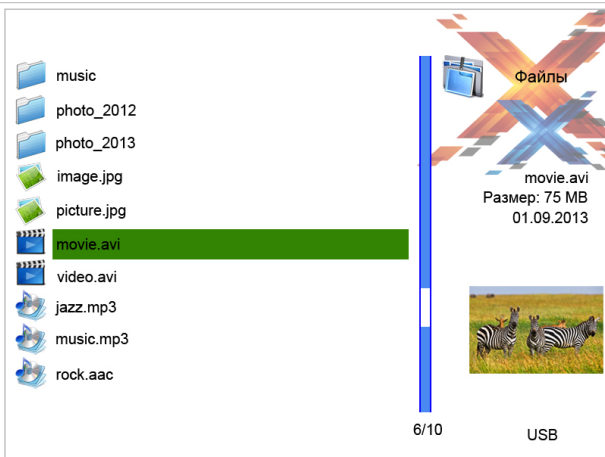 music
photo_2012
photo_2013
image.jpg
picture.jpg
movie.avi
video.avi
jazz.mp3
music.mp3
rock.aac
6/10
Файлы
movie.avi
Размер: 75 MB
01.09.2013
USB